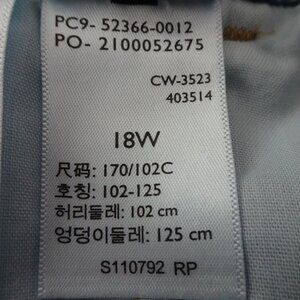 PC9- 52366-0012
PO- 2100052675
CW-3523
403514
18W
尺码: 170/102C
호칭: 102-125
허리둘레: 102 cm
엉덩이둘레: 125 cm
S110792 RP